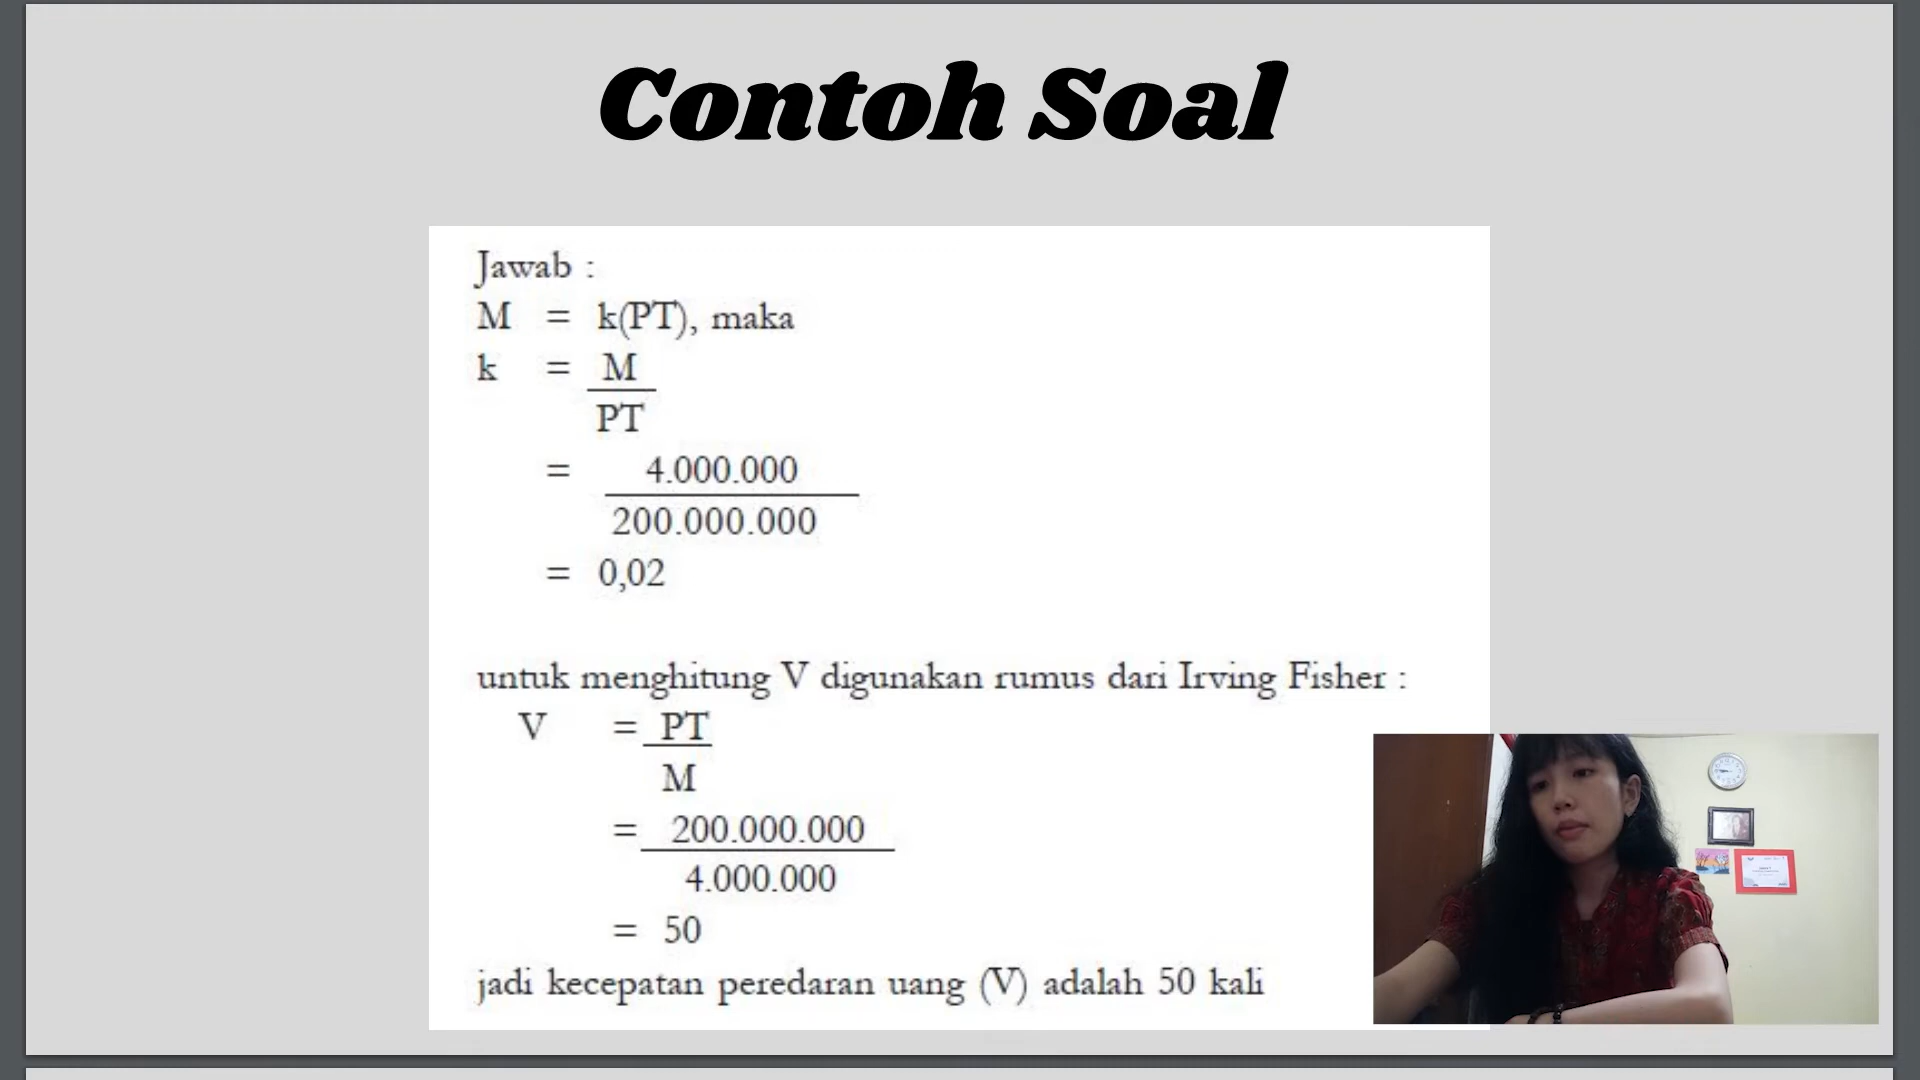 Contoh Soal
Jawab :
M = k(PT), maka
k = M
PT
= 4.000.000
200.000.000
= 0,02
untuk menghitung V digunakan rumus dari Irving Fisher :
V = PT
M
= 200.000.000
4.000.000
= 50
jadi kecepatan peredaran uang (V) adalah 50 kali